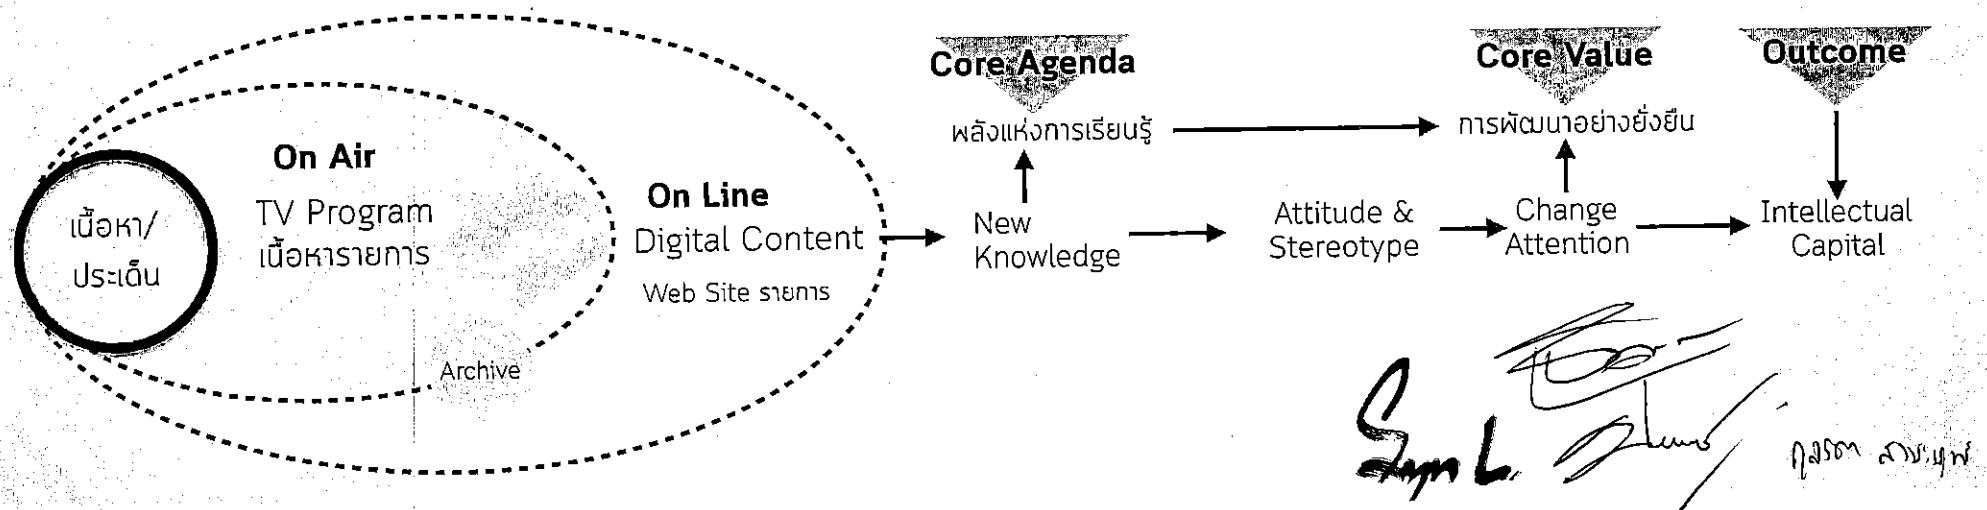 Core Agenda
Core Value
Outcome
พลังแห่งการเรียนรู้
การพัฒนาอย่างยั่งยืน
เนื้อหา/
ประเด็น
On Air
TV Program
เนื้อหารายการ
Archive
On Line
Digital Content
Web Site รายการ
New
Knowledge
Attitude &
Stereotype
Change
Attention
Intellectual
Capital